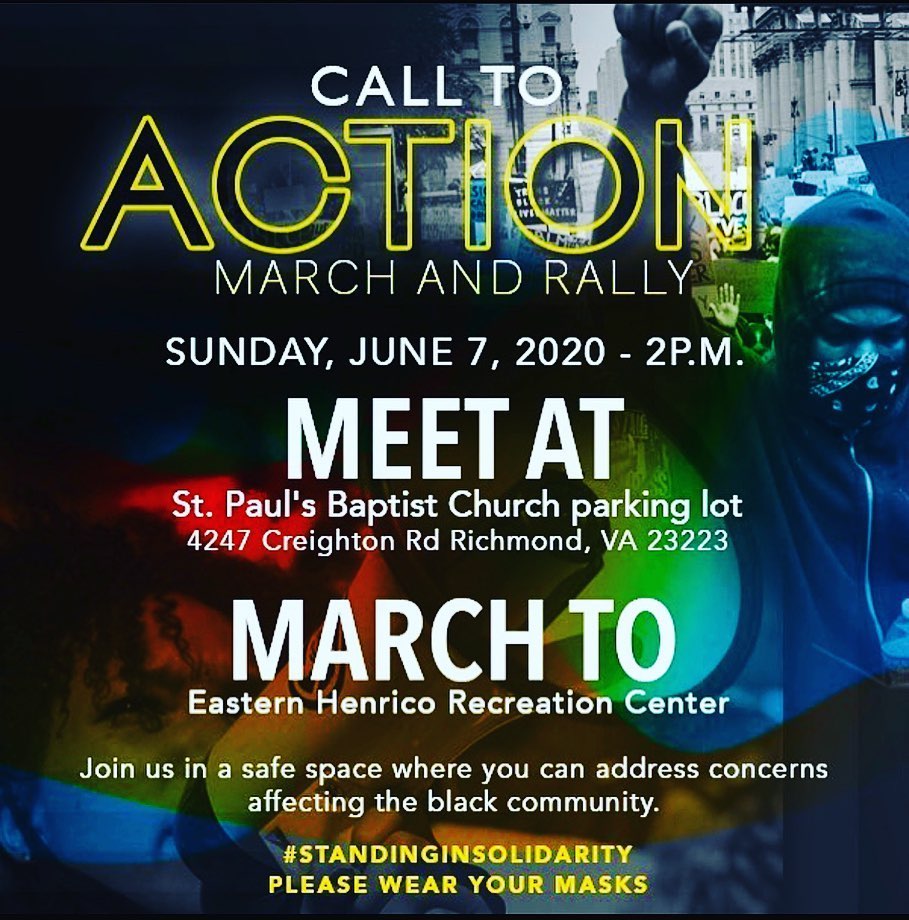 CALL TO
ACTION
MARCH AND RALLY
SUNDAY, JUNE 7, 2020 - 2P.M.
MEET AT
St. Paul's Baptist Church parking lot
4247 Creighton Rd Richmond, VA 23223
MARCH TO
Eastern Henrico Recreation Center
Join us in a safe space where you can address concerns
affecting the black community.
#STANDINGINSOLIDARITY
PLEASE WEAR YOUR MASKS